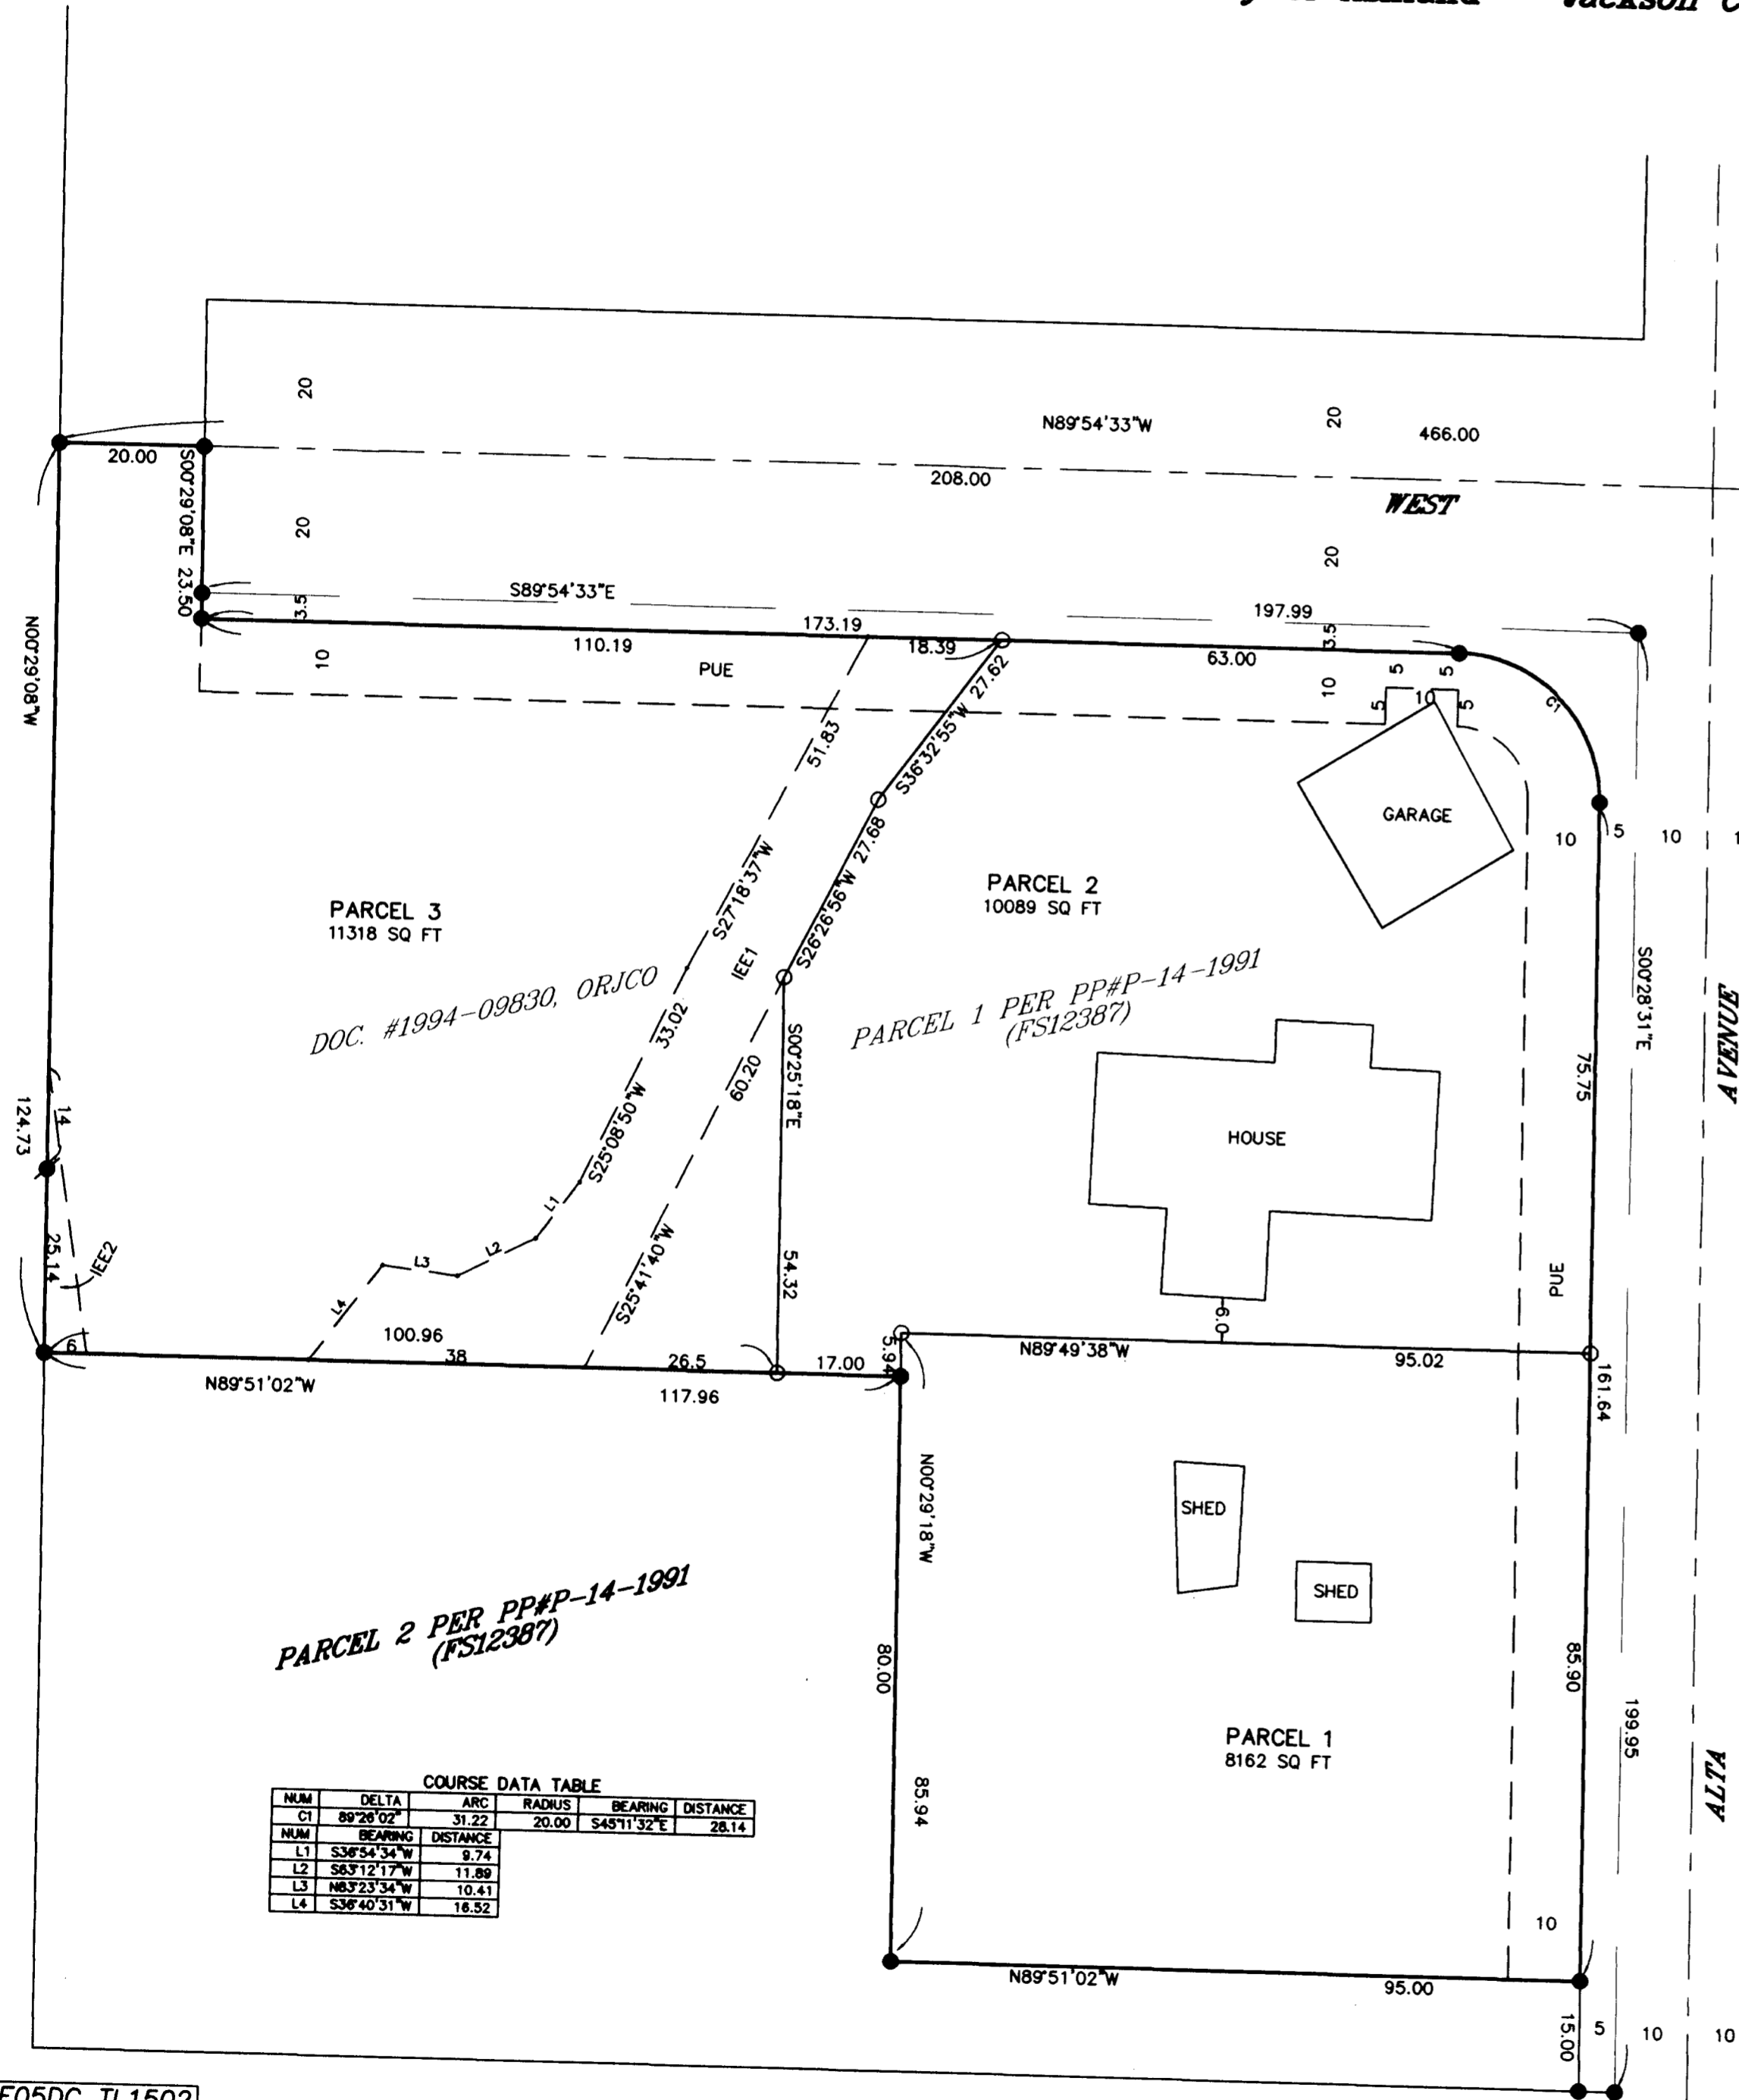 Jackson C
20
N89°54'33"W
20
466.00
20.00
208.00
WEST
S00°29'08"E 23.50
20
20
S89°54'33"E
197.99
3.5
173.19
3.5
110.19
18.39
63.00
10
PUE
10
5
5
5
10
5
C1
27.62
S36°32'55"W
51.83
N00°29'08"W
27.68
S26°26'56"W
S27°18'37"W
GARAGE
10
5
10
1
PARCEL 3
11318 SQ FT
PARCEL 2
10089 SQ FT
IEE1
DOC. #1994-09830, ORJCO
PARCEL 1 PER PP#P-14-1991
(FS12387)
S00°28'31"E
AVENUE
33.02
60.20
S00°25'18"E
75.75
14
124.73
S25°08'50"W
HOUSE
L1
L2
L3
L4
25.14
IEE2
S25°41'40"W
54.32
PUE
6.0
6
100.96
38
26.5
17.00
5.94
N89°49'38"W
95.02
161.64
N89°51'02"W
117.96
N00°29'18"W
SHED
SHED
PARCEL 2 PER PP#P-14-1991
(FS12387)
80.00
85.90
199.95
PARCEL 1
8162 SQ FT
ALTA
85.94
COURSE DATA TABLE
NUM DELTA ARC RADIUS BEARING DISTANCE
C1 89°26'02" 31.22 20.00 S45°11'32"E 28.14
NUM BEARING DISTANCE
L1 S36°54'34"W 9.74
L2 S63°12'17"W 11.89
L3 N83°23'34"W 10.41
L4 S36°40'31"W 16.52
10
N89°51'02"W
95.00
15.00
5
10
10